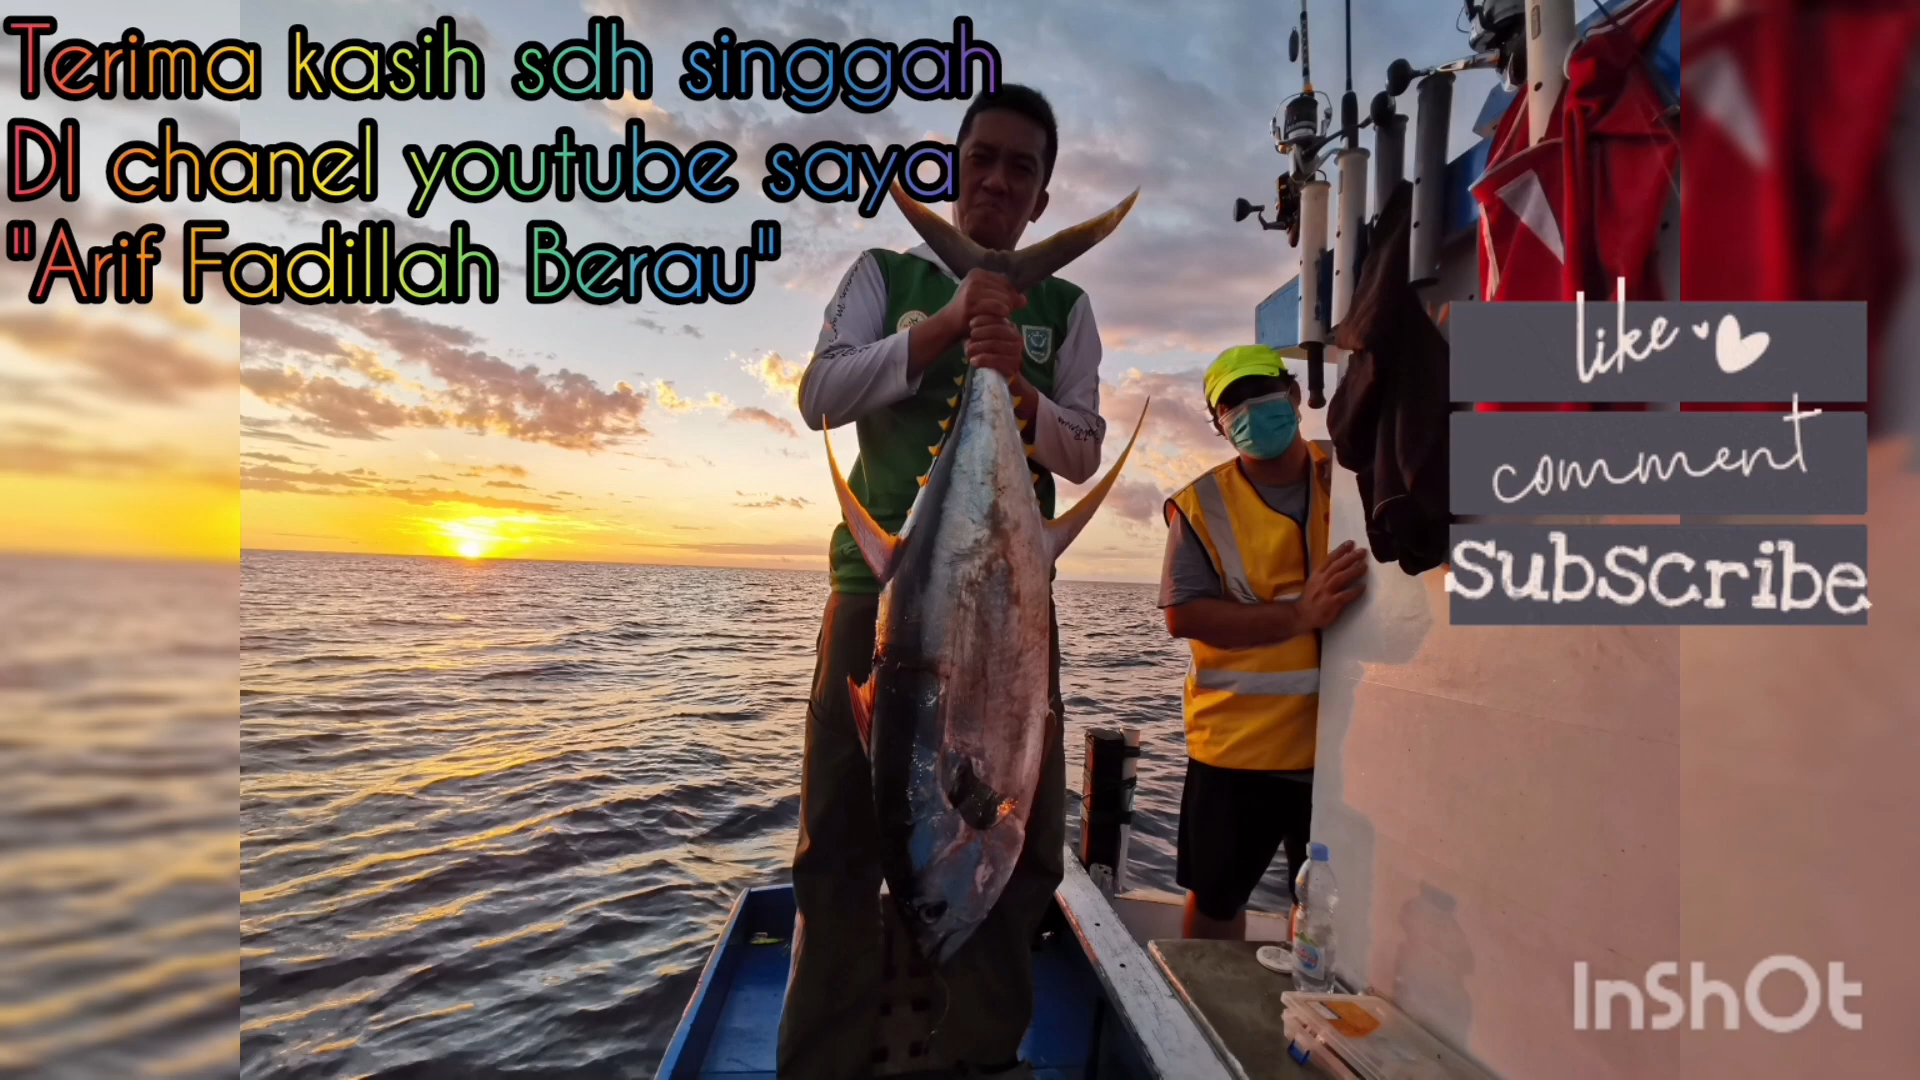 Terima kasih sdh singgah
DI chanel youtube saya
"Arif Fadillah Berau"
like
comment
subscribe
InShOt